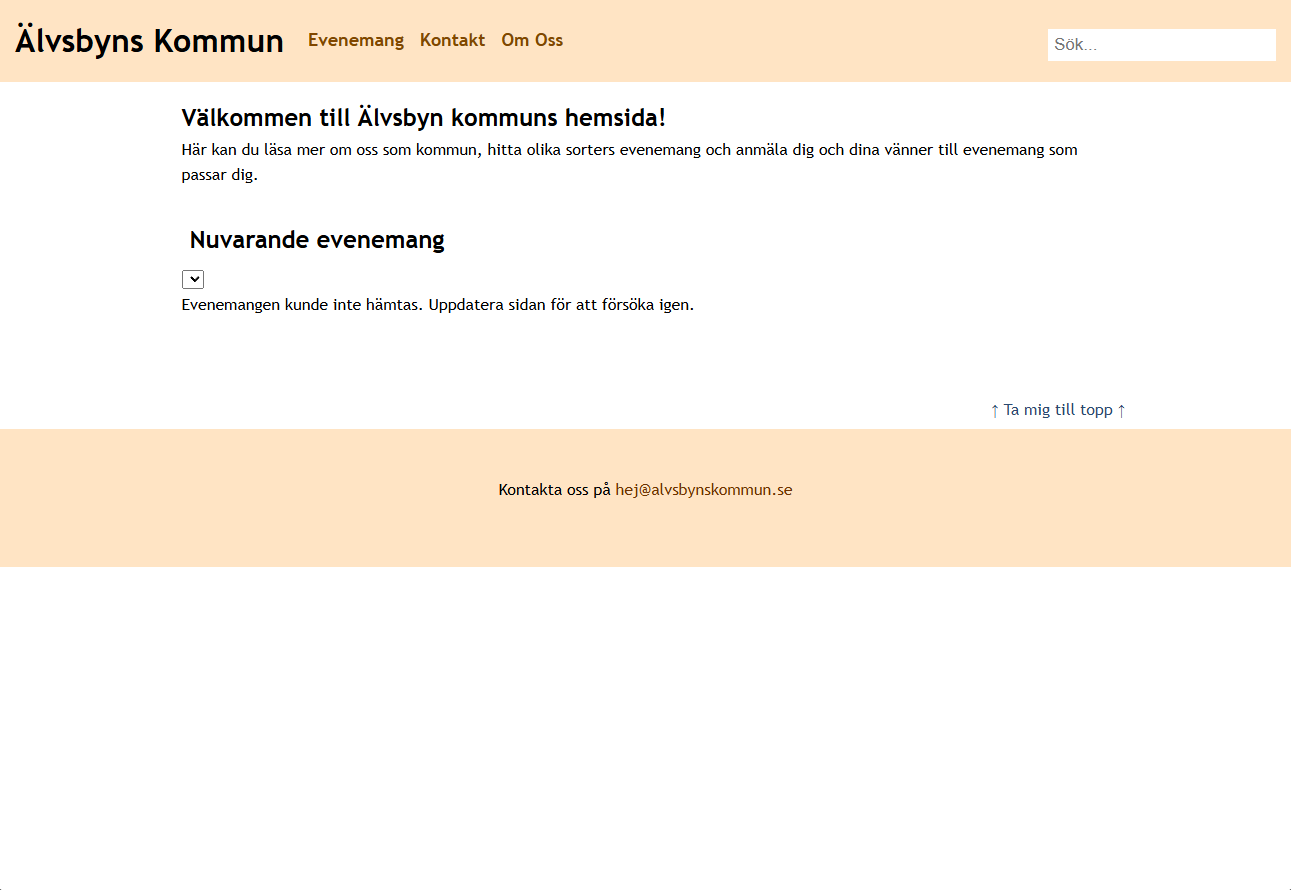 Älvsbyns Kommun
Evenemang Kontakt Om Oss
Sök...
Välkommen till Älvsbyn kommuns hemsida!
Här kan du läsa mer om oss som kommun, hitta olika sorters evenemang och anmäla dig och dina vänner till evenemang som
passar dig.
Nuvarande evenemang
Evenemangen kunde inte hämtas. Uppdatera sidan för att försöka igen.
↑ Ta mig till topp ↑
Kontakta oss på hej@alvsbynskommun.se